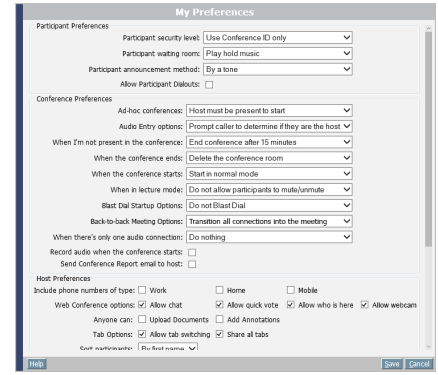 My Preferences
Participant Preferences
Participant security level: Use Conference ID only
Participant waiting room: Play hold music
Participant announcement method: By a tone
Allow Participant Dialouts:
Conference Preferences
Ad-hoc conferences: Host must be present to start
Audio Entry options: Prompt caller to determine if they are the host
When I'm not present in the conference: End conference after 15 minutes
When the conference ends: Delete the conference room
When the conference starts: Start in normal mode
When in lecture mode: Do not allow participants to mute/unmute
Blast Dial Startup Options: Do not Blast Dial
Back-to-back Meeting Options: Transition all connections into the meeting
When there's only one audio connection: Do nothing
Record audio when the conference starts:
Send Conference Report email to host:
Host Preferences
Include phone numbers of type: Work Home Mobile
Web Conference options: Allow chat Allow quick vote Allow who is here Allow webcam
Anyone can: Upload Documents Add Annotations
Tab Options: Allow tab switching Share all tabs
Sort participants: By first name
Help Save Cancel